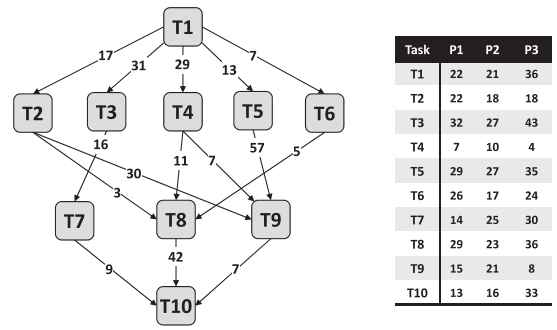 T1
17
31
29
13
7
T2
T3
T4
T5
T6
16
11
7
57
5
30
3
T7
T8
T9
9
42
7
T10
Task P1 P2 P3
T1 22 21 36
T2 22 18 18
T3 32 27 43
T4 7 10 4
T5 29 27 35
T6 26 17 24
T7 14 25 30
T8 29 23 36
T9 15 21 8
T10 13 16 33